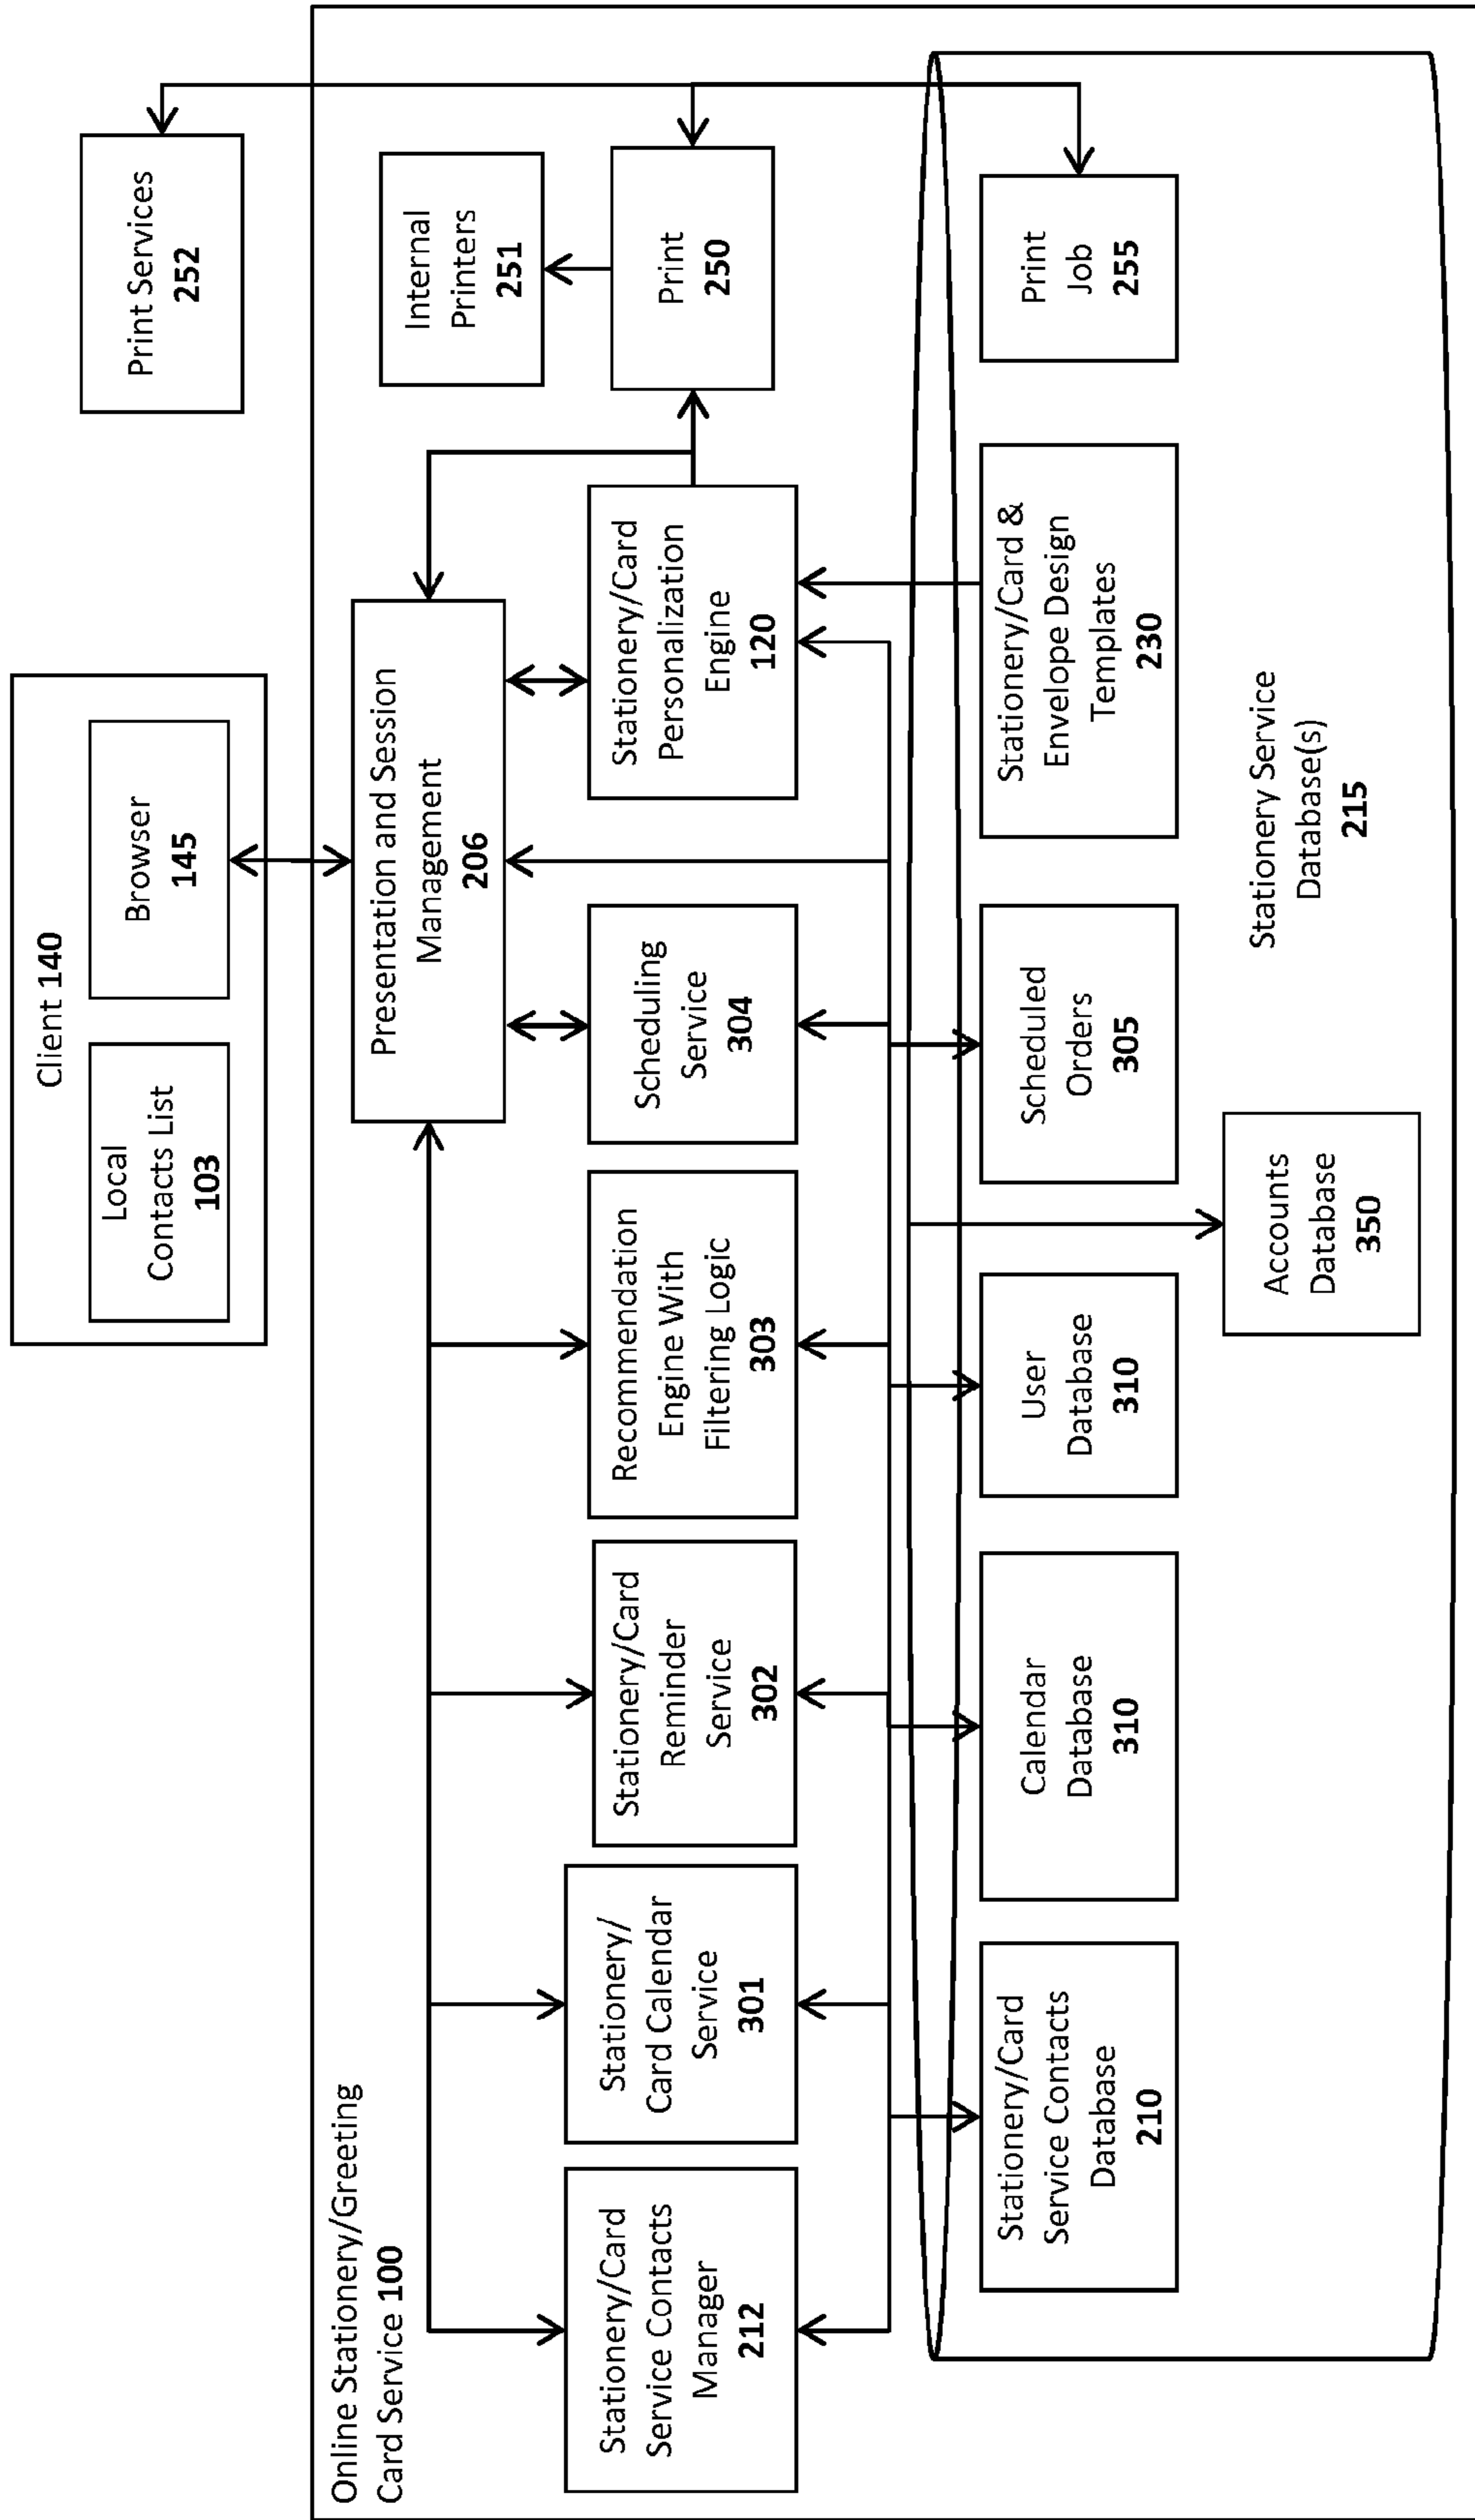 Client 140
Local
Contacts List
103
Browser
145
Print Services
252
Online Stationery/Greeting
Card Service 100
Presentation and Session
Management
206
Internal
Printers
251
Stationery/Card
Service Contacts
Manager
212
Stationery/
Card Calendar
Service
301
Stationery/Card
Reminder
Service
302
Recommendation
Engine With
Filtering Logic
303
Scheduling
Service
304
Stationery/Card
Personalization
Engine
120
Print
250
Stationery/Card
Service Contacts
Database
210
Calendar
Database
310
User
Database
310
Scheduled
Orders
305
Stationery/Card &
Envelope Design
Templates
230
Print
Job
255
Accounts
Database
350
Stationery Service
Database(s)
215